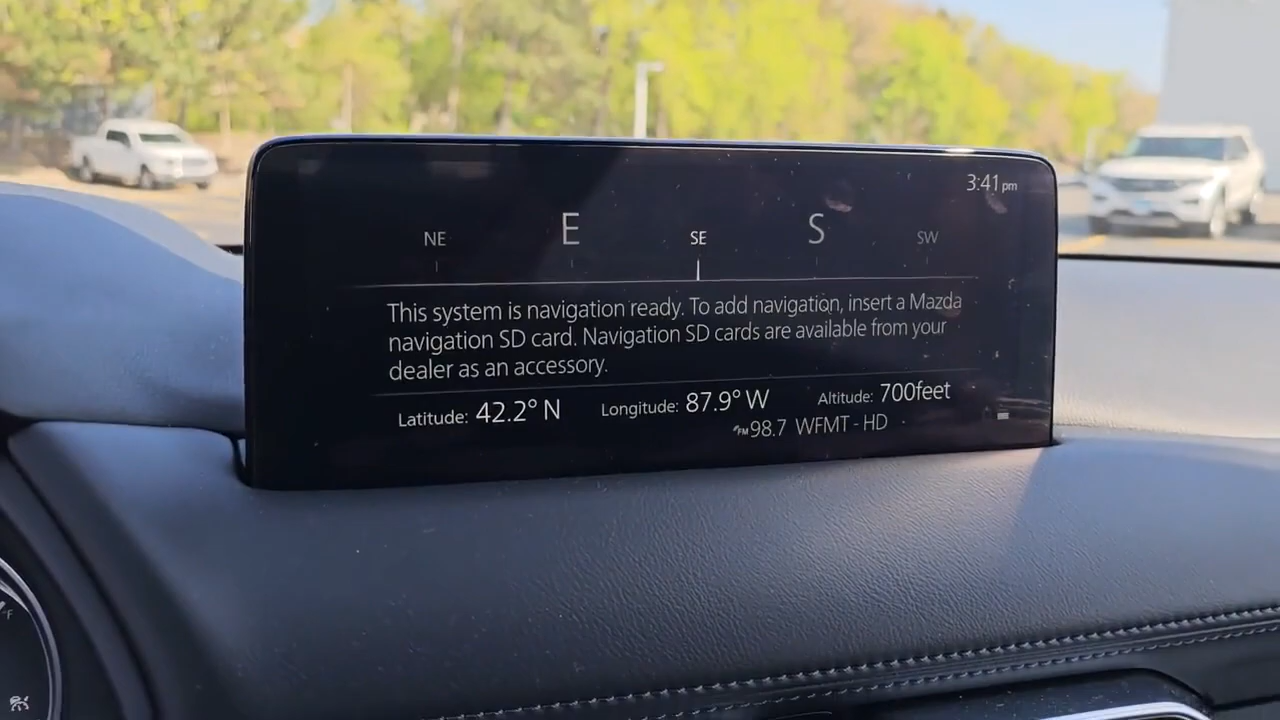 3:41pm
NE E SE S SW
This system is navigation ready. To add navigation, insert a Mazda
navigation SD card. Navigation SD cards are available from your
dealer as an accessory.
Latitude: 42.2° N Longitude: 87.9° W Altitude: 700feet
FM 98.7 WFMT - HD
F